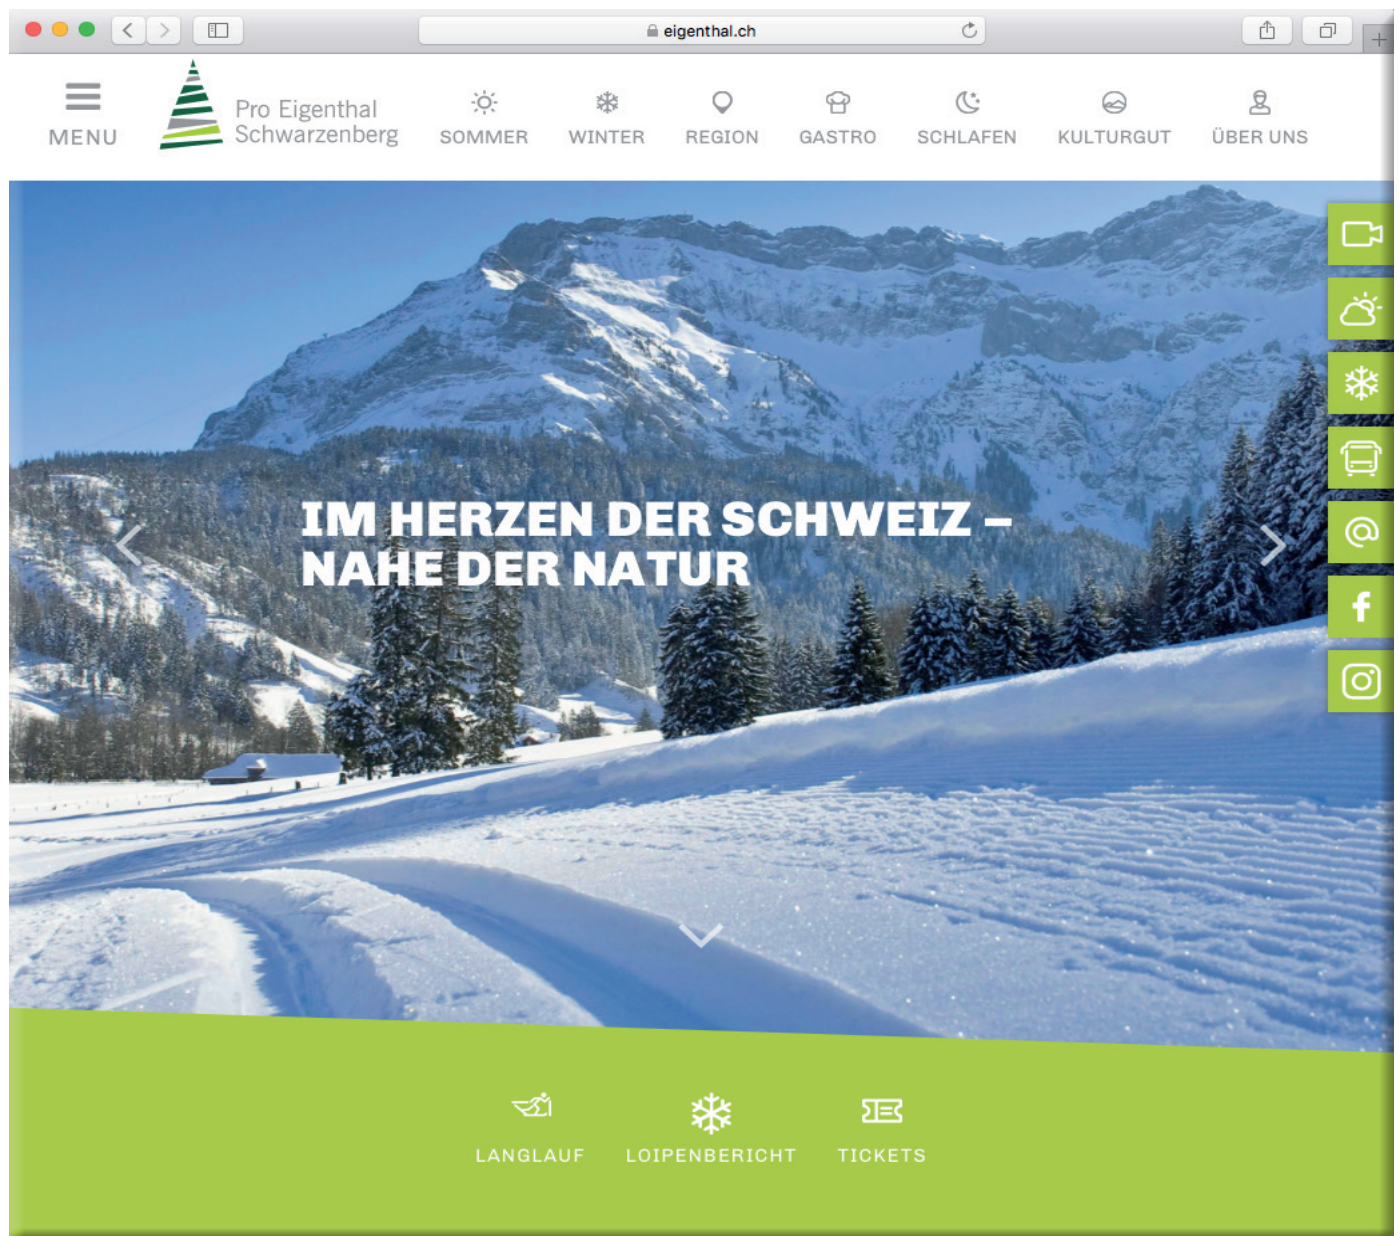 eigenthal.ch
MENU
Pro Eigenthal
Schwarzenberg
SOMMER
WINTER
REGION
GASTRO
SCHLAFEN
KULTURGUT
ÜBER UNS
IM HERZEN DER SCHWEIZ –
NAHE DER NATUR
LANGLAUF
LOIPENBERICHT
TICKETS